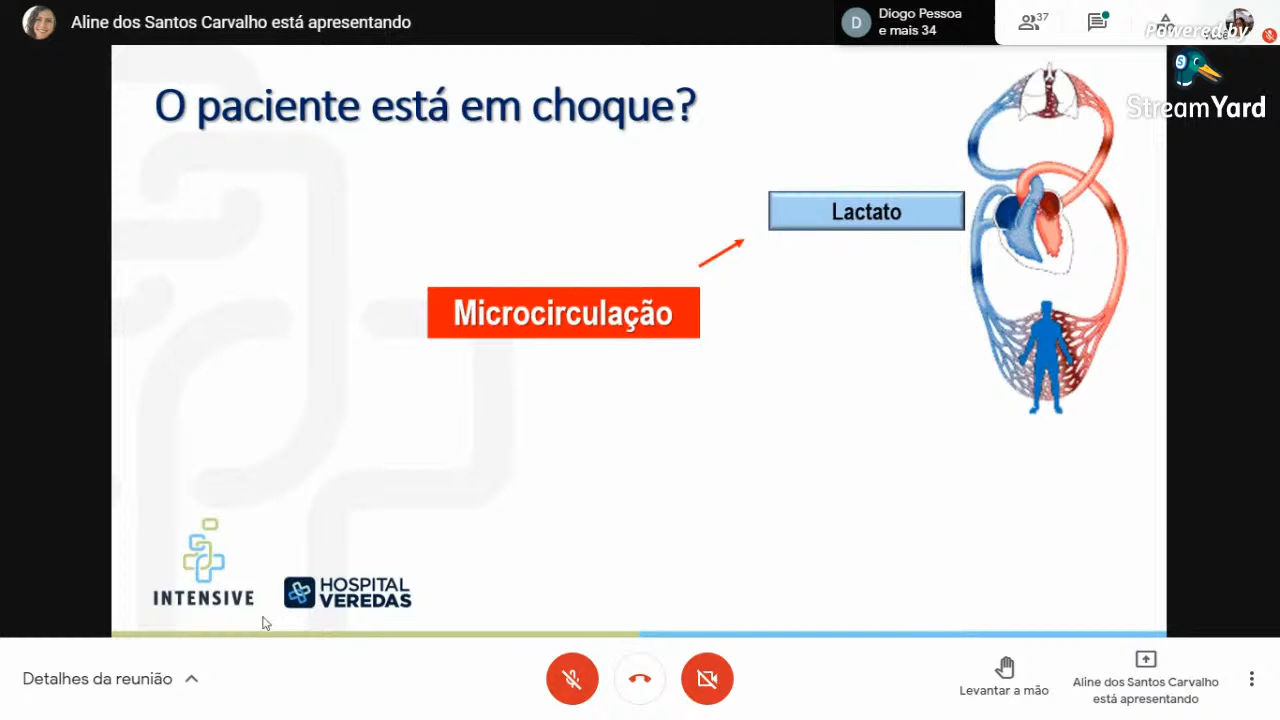 Aline dos Santos Carvalho está apresentando
D
Diogo Pessoa
e mais 34
37
Powered by
você
StreamYard
O paciente está em choque?
Lactato
Microcirculação
INTENSIVE
HOSPITAL
VEREDAS
Detalhes da reunião
Levantar a mão
Aline dos Santos Carvalho
está apresentando